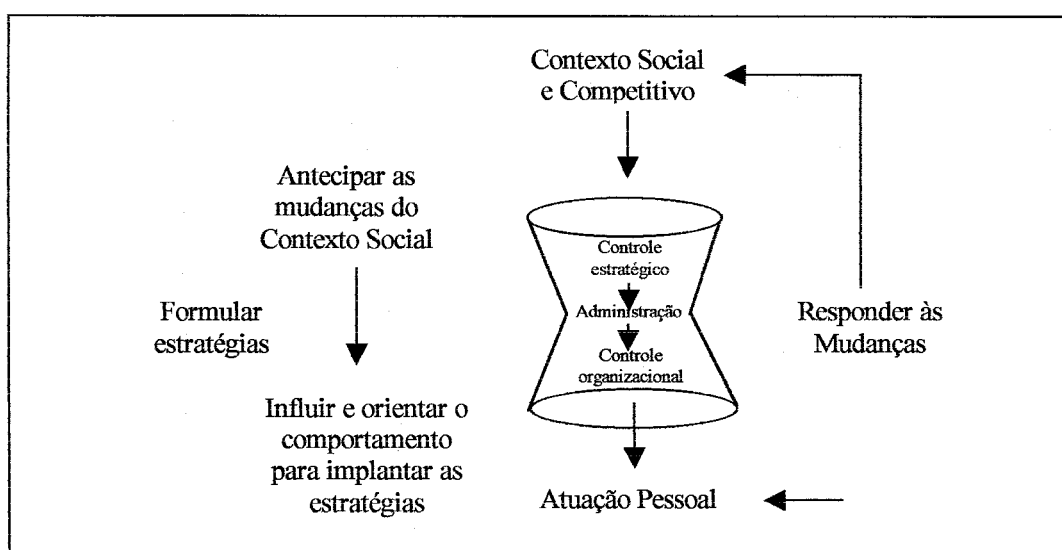 Contexto Social
e Competitivo
Antecipar as
mudanças do
Contexto Social
Formular
estratégias
Influir e orientar o
comportamento
para implantar as
estratégias
Controle
estratégico
Administração
Controle
organizacional
Atuação Pessoal
Responder às
Mudanças